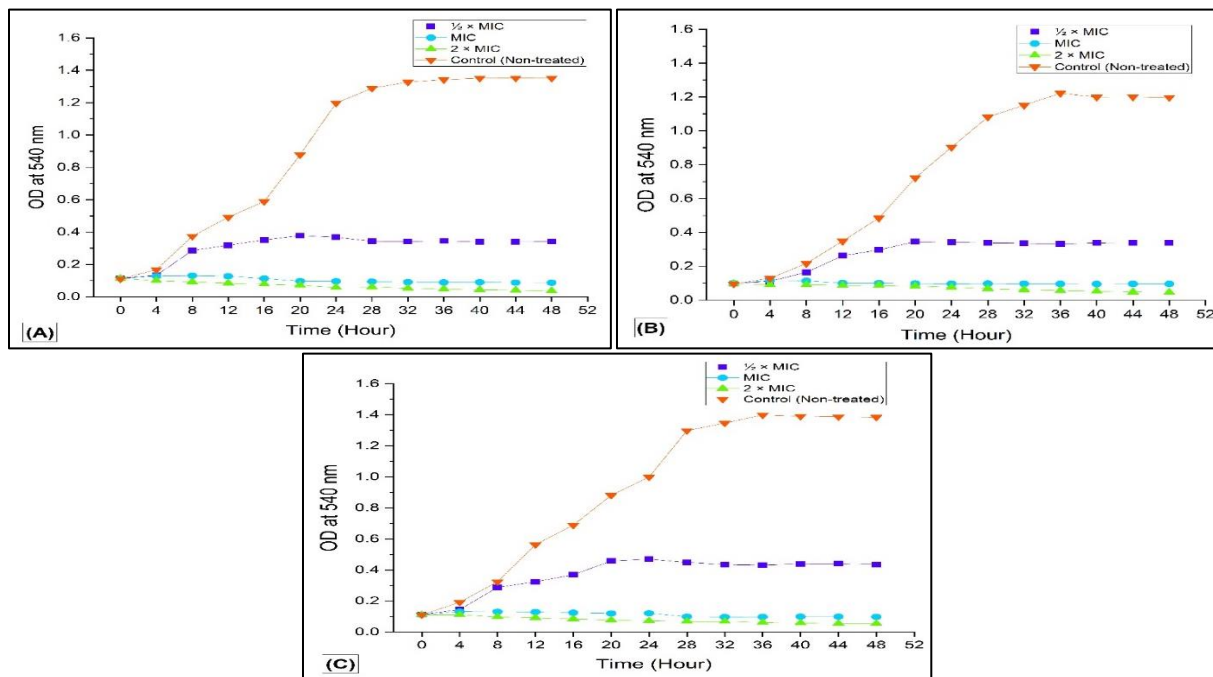 ½ × MIC
MIC
2 × MIC
Control (Non-treated)
1.6
1.4
1.2
1.0
0.8
0.6
0.4
0.2
0.0
OD at 540 nm
0 4 8 12 16 20 24 28 32 36 40 44 48 52
Time (Hour)
(A)
½ × MIC
MIC
2 × MIC
Control (Non-treated)
1.6
1.4
1.2
1.0
0.8
0.6
0.4
0.2
0.0
OD at 540 nm
0 4 8 12 16 20 24 28 32 36 40 44 48 52
Time (Hour)
(B)
½ × MIC
MIC
2 × MIC
Control (Non-treated)
1.6
1.4
1.2
1.0
0.8
0.6
0.4
0.2
0.0
OD at 540 nm
0 4 8 12 16 20 24 28 32 36 40 44 48 52
Time (Hour)
(C)